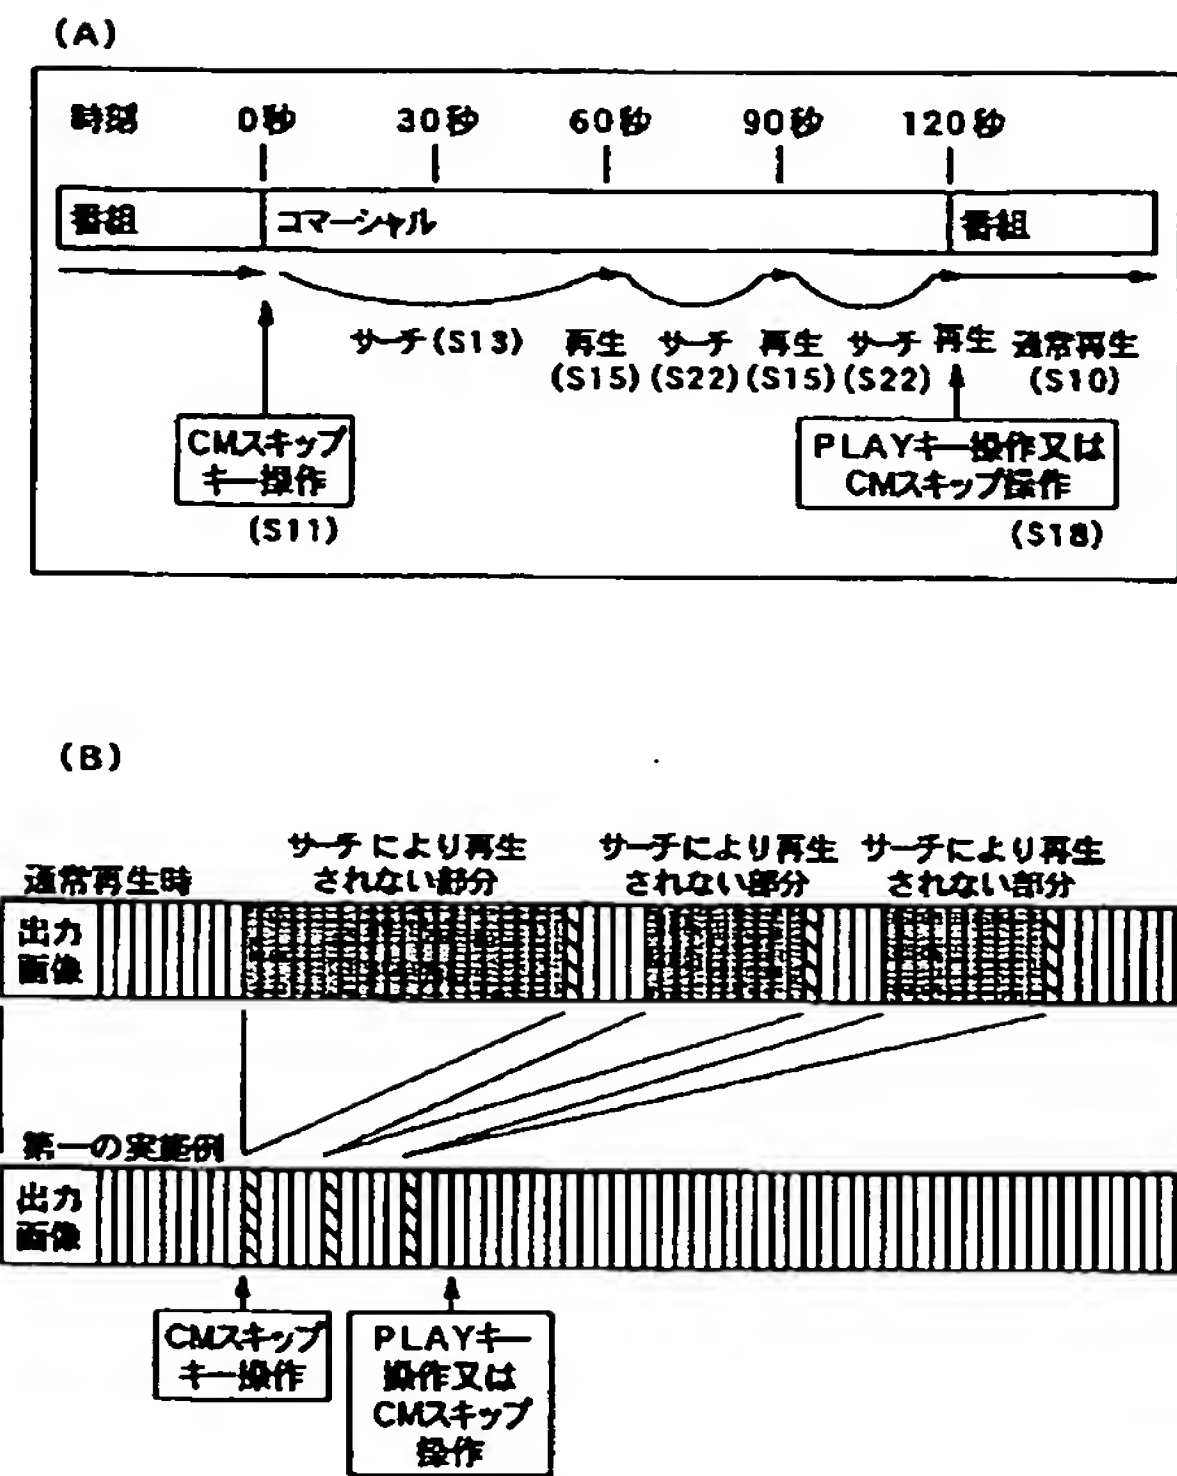 (A)
時刻 0秒 30秒 60秒 90秒 120秒
番組 コマーシャル 番組
サーチ(S13) 再生 サーチ 再生 サーチ 再生 通常再生
(S15) (S22) (S15) (S22) (S10)
CMスキップ
キー操作
(S11)
PLAYキー操作又は
CMスキップ操作
(S18)
(B)
通常再生時
サーチにより再生
されない部分
サーチにより再生
されない部分
サーチにより再生
されない部分
出力
画像
第一の実施例
出力
画像
CMスキップ
キー操作
PLAYキー
操作又は
CMスキップ
操作